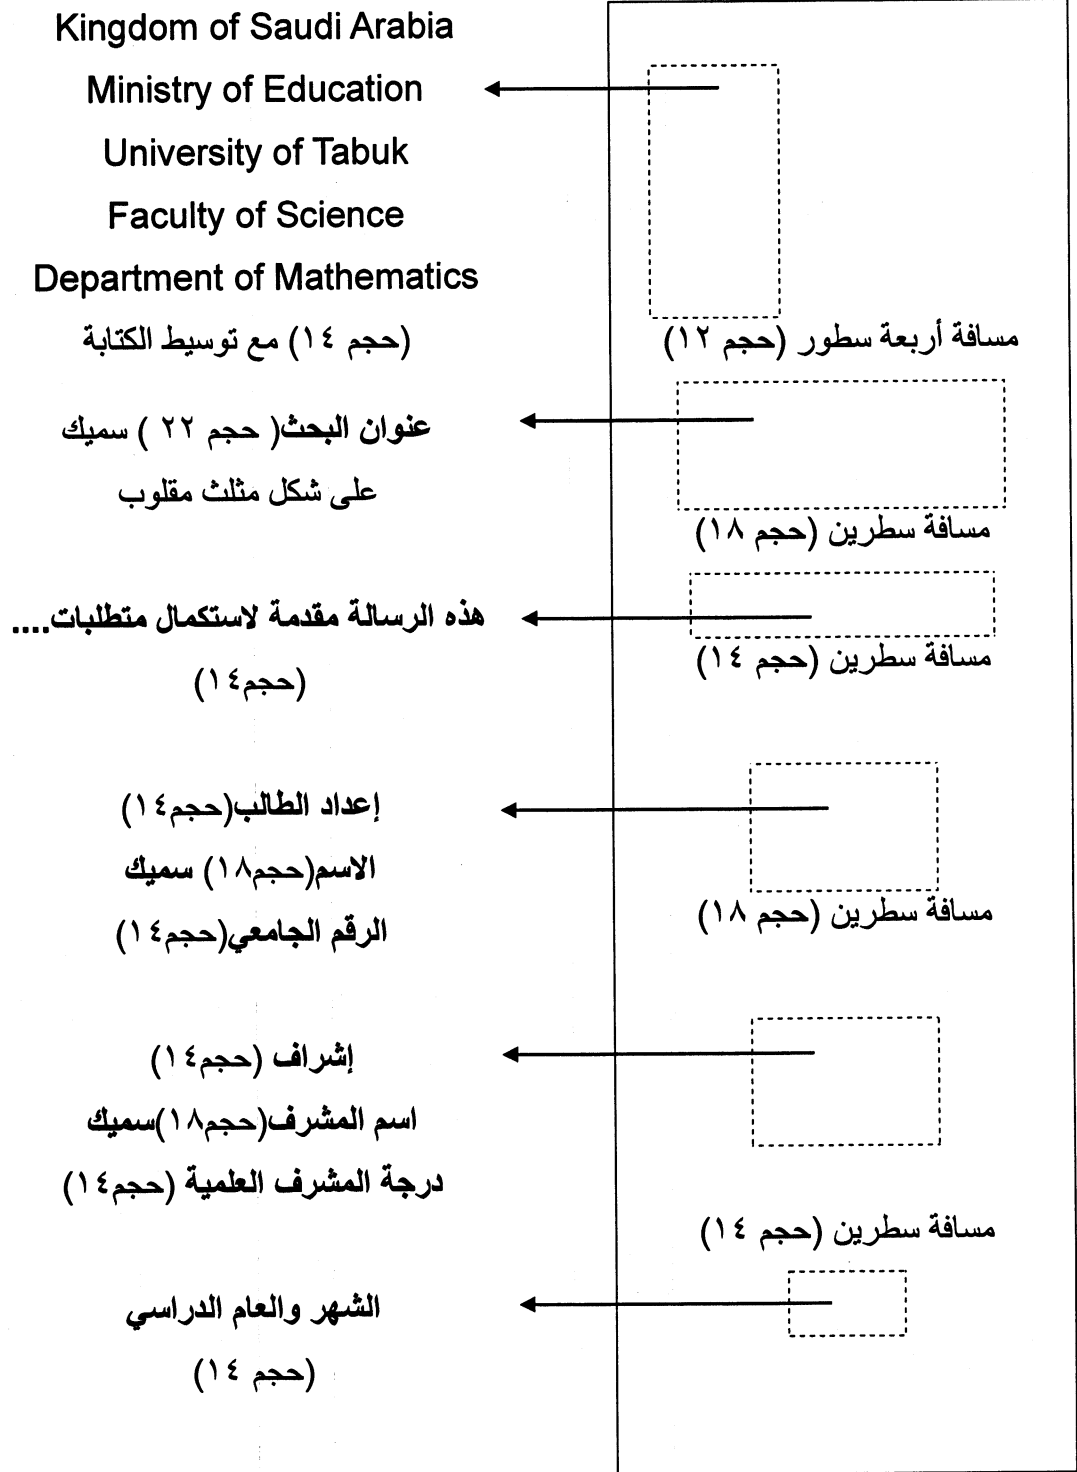 Kingdom of Saudi Arabia
Ministry of Education
University of Tabuk
Faculty of Science
Department of Mathematics
(حجم ١٤) مع توسيط الكتابة
مسافة أربعة سطور (حجم ١٢)
عنوان البحث( حجم ٢٢ ) سميك
على شكل مثلث مقلوب
مسافة سطرين (حجم ١٨)
هذه الرسالة مقدمة لاستكمال متطلبات....
(حجم١٤)
مسافة سطرين (حجم ١٤)
إعداد الطالب(حجم١٤)
الاسم(حجم١٨) سميك
الرقم الجامعي(حجم١٤)
مسافة سطرين (حجم ١٨)
إشراف (حجم١٤)
اسم المشرف(حجم١٨)سميك
درجة المشرف العلمية (حجم١٤)
مسافة سطرين (حجم ١٤)
الشهر والعام الدراسي
(حجم ١٤)